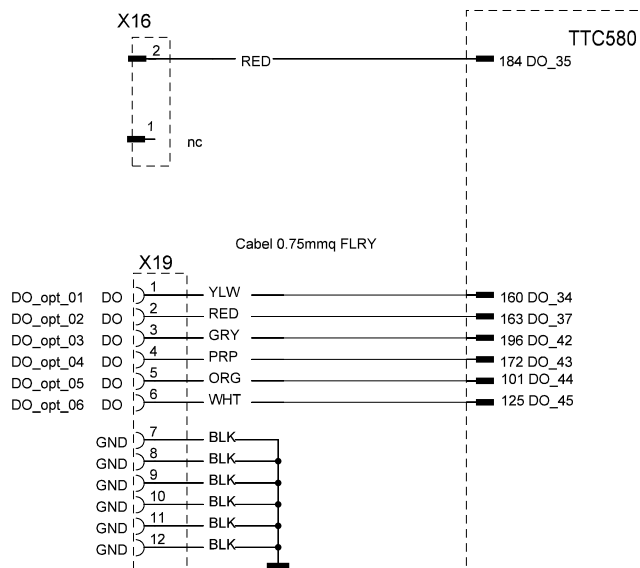 X16
TTC580
2 RED 184 DO_35
1 nc
Cabel 0.75mmq FLRY
X19
DO_opt_01 DO 1 YLW 160 DO_34
DO_opt_02 DO 2 RED 163 DO_37
DO_opt_03 DO 3 GRY 196 DO_42
DO_opt_04 DO 4 PRP 172 DO_43
DO_opt_05 DO 5 ORG 101 DO_44
DO_opt_06 DO 6 WHT 125 DO_45
GND 7 BLK
GND 8 BLK
GND 9 BLK
GND 10 BLK
GND 11 BLK
GND 12 BLK